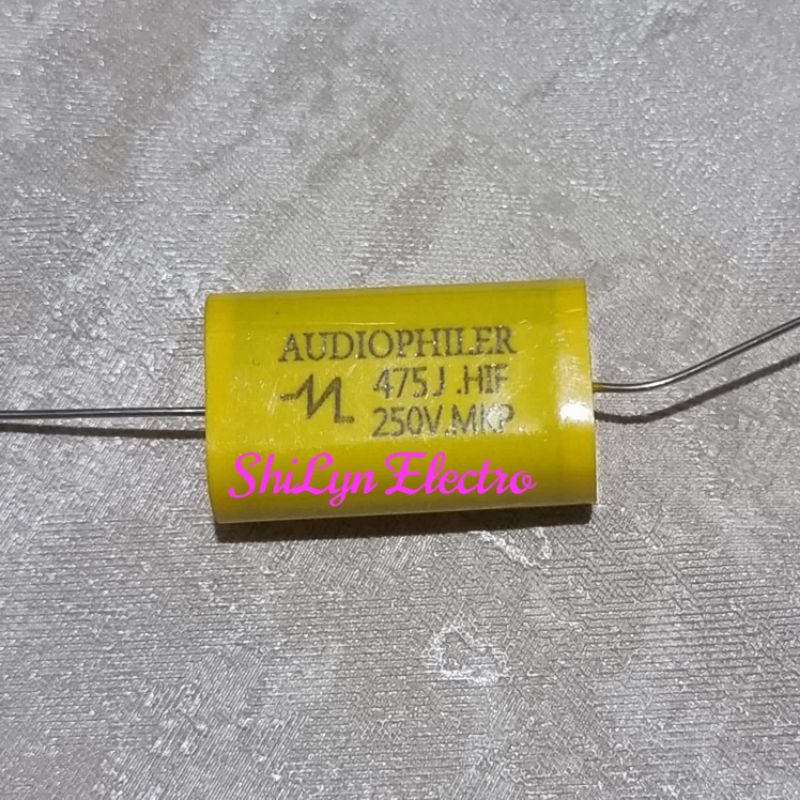 AUDIOPHILER
475J .HIF
250V.MKP
ShiLyn Electro